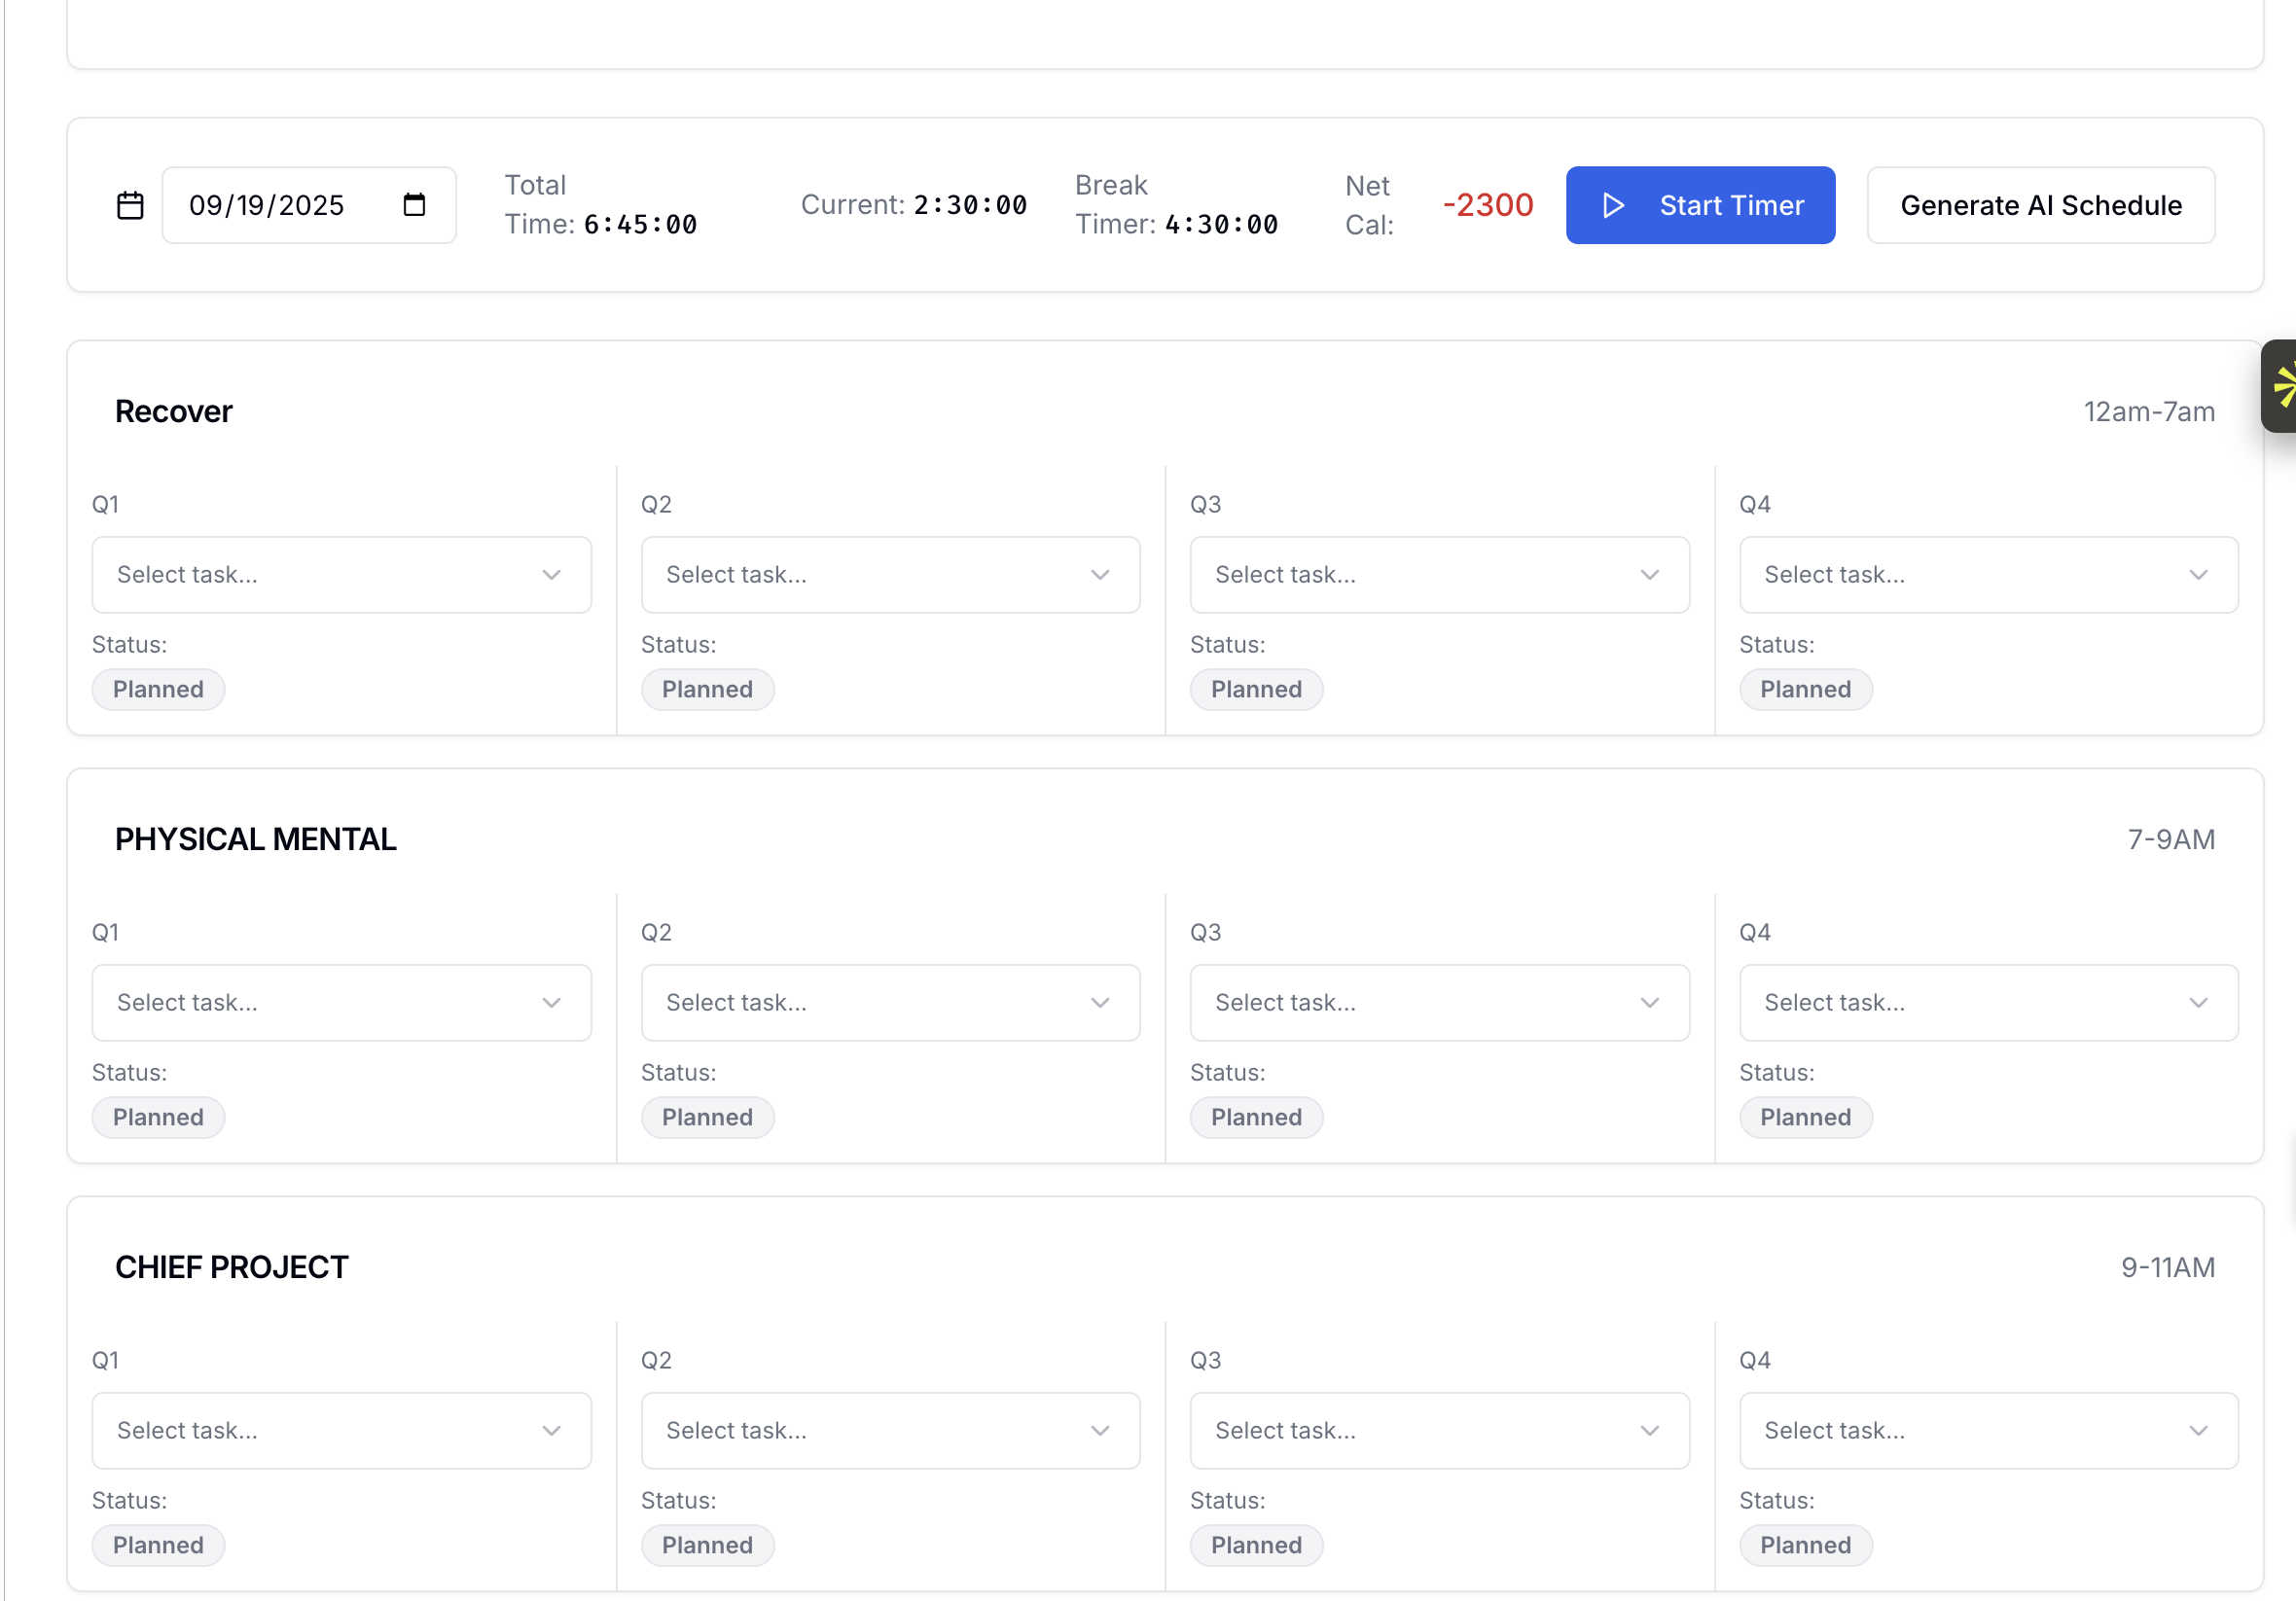 09/19/2025
Total
Time: 6:45:00
Current: 2:30:00
Break
Timer: 4:30:00
Net
Cal:
-2300
Start Timer
Generate AI Schedule
Recover
12am-7am
Q1
Q2
Q3
Q4
Select task...
Select task...
Select task...
Select task...
Status:
Status:
Status:
Status:
Planned
Planned
Planned
Planned
PHYSICAL MENTAL
7-9AM
Q1
Q2
Q3
Q4
Select task...
Select task...
Select task...
Select task...
Status:
Status:
Status:
Status:
Planned
Planned
Planned
Planned
CHIEF PROJECT
9-11AM
Q1
Q2
Q3
Q4
Select task...
Select task...
Select task...
Select task...
Status:
Status:
Status:
Status:
Planned
Planned
Planned
Planned